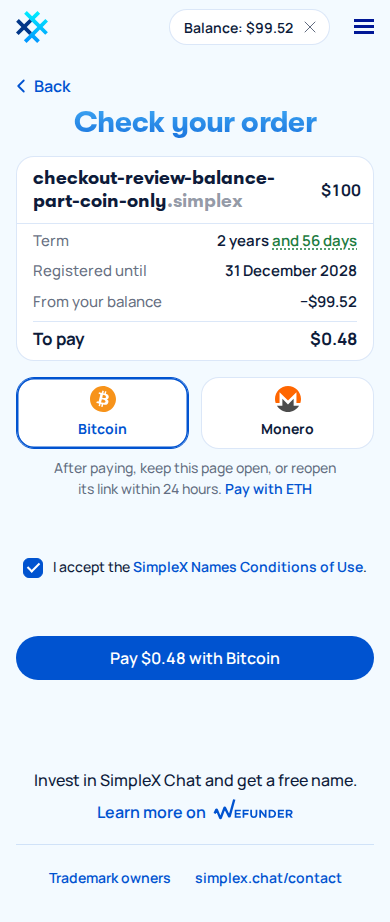 Balance: $99.52
Back
Check your order
checkout-review-balance-
part-coin-only.simplex
$100
Term
2 years and 56 days
Registered until
31 December 2028
From your balance
−$99.52
To pay
$0.48
Bitcoin
Monero
After paying, keep this page open, or reopen
its link within 24 hours. Pay with ETH
I accept the SimpleX Names Conditions of Use.
Pay $0.48 with Bitcoin
Invest in SimpleX Chat and get a free name.
Learn more on WEFUNDER
Trademark owners
simplex.chat/contact